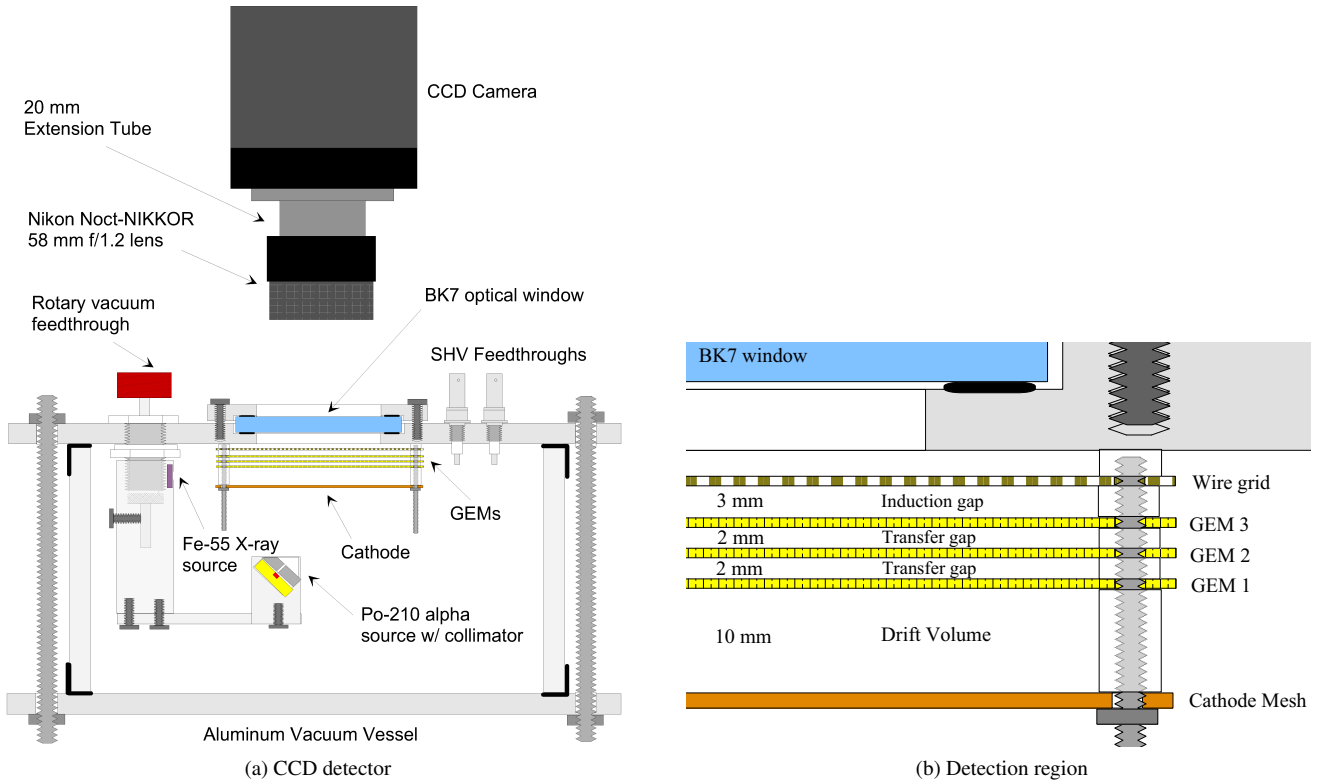 CCD Camera
20 mm
Extension Tube
Nikon Noct-NIKKOR
58 mm f/1.2 lens
BK7 optical window
Rotary vacuum
feedthrough
SHV Feedthroughs
GEMs
Fe-55 X-ray
source
Cathode
Po-210 alpha
source w/ collimator
Aluminum Vacuum Vessel
(a) CCD detector
BK7 window
Wire grid
3 mm
Induction gap
GEM 3
2 mm
Transfer gap
GEM 2
2 mm
Transfer gap
GEM 1
10 mm
Drift Volume
Cathode Mesh
(b) Detection region